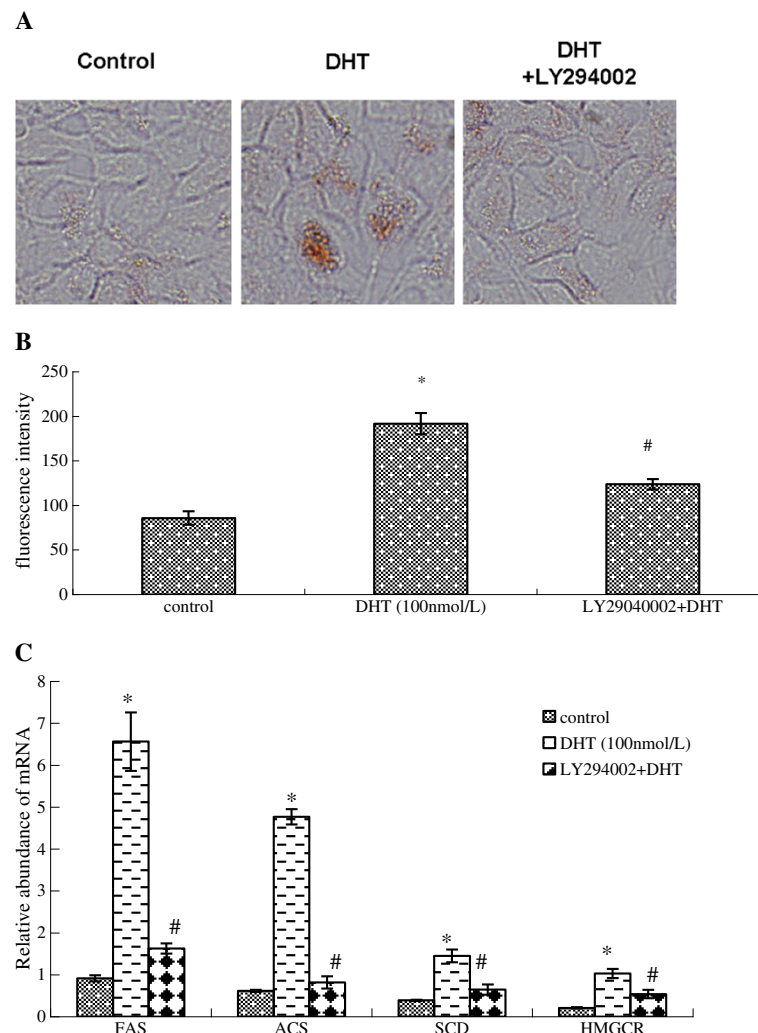 A
Control
DHT
DHT
+LY294002
B
250
200
150
100
50
0
fluorescence intensity
*
#
control
DHT (100nmol/L)
LY29040002+DHT
C
8
7
6
5
4
3
2
1
0
Relative abundance of mRNA
*
#
*
#
*
#
*
#
control
DHT (100nmol/L)
LY294002+DHT
FAS
ACS
SCD
HMGCR